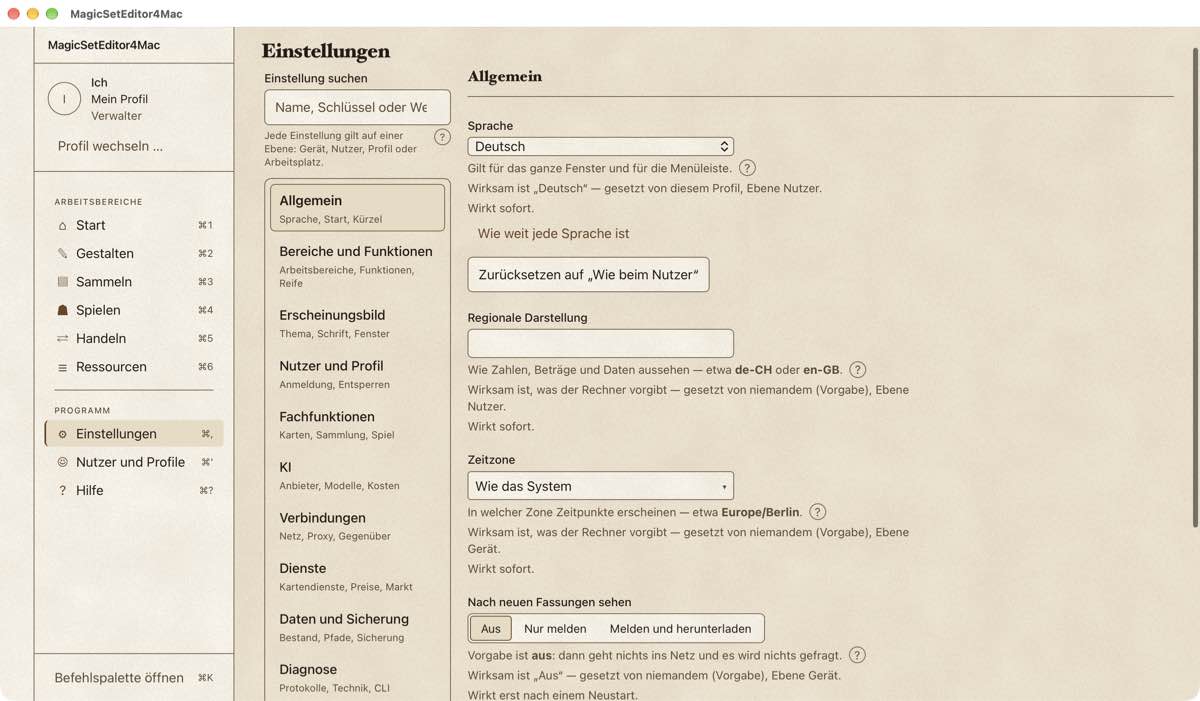 MagicSetEditor4Mac
MagicSetEditor4Mac
I
Ich
Mein Profil
Verwalter
Profil wechseln ...
ARBEITSBEREICHE
Start ⌘1
Gestalten ⌘2
Sammeln ⌘3
Spielen ⌘4
Handeln ⌘5
Ressourcen ⌘6
PROGRAMM
Einstellungen ⌘,
Nutzer und Profile ⌘'
? Hilfe ⌘?
Befehlspalette öffnen ⌘K
Einstellungen
Einstellung suchen
Name, Schlüssel oder We
Jede Einstellung gilt auf einer
Ebene: Gerät, Nutzer, Profil oder
Arbeitsplatz.
?
Allgemein
Sprache, Start, Kürzel
Bereiche und Funktionen
Arbeitsbereiche, Funktionen,
Reife
Erscheinungsbild
Thema, Schrift, Fenster
Nutzer und Profil
Anmeldung, Entsperren
Fachfunktionen
Karten, Sammlung, Spiel
KI
Anbieter, Modelle, Kosten
Verbindungen
Netz, Proxy, Gegenüber
Dienste
Kartendienste, Preise, Markt
Daten und Sicherung
Bestand, Pfade, Sicherung
Diagnose
Protokolle, Technik, CLI
Allgemein
Sprache
Deutsch
Gilt für das ganze Fenster und für die Menüleiste. ?
Wirksam ist „Deutsch“ — gesetzt von diesem Profil, Ebene Nutzer.
Wirkt sofort.
Wie weit jede Sprache ist
Zurücksetzen auf „Wie beim Nutzer“
Regionale Darstellung
Wie Zahlen, Beträge und Daten aussehen — etwa de-CH oder en-GB. ?
Wirksam ist, was der Rechner vorgibt — gesetzt von niemandem (Vorgabe), Ebene
Nutzer.
Wirkt sofort.
Zeitzone
Wie das System
In welcher Zone Zeitpunkte erscheinen — etwa Europe/Berlin. ?
Wirksam ist, was der Rechner vorgibt — gesetzt von niemandem (Vorgabe), Ebene
Gerät.
Wirkt sofort.
Nach neuen Fassungen sehen
Aus Nur melden Melden und herunterladen
Vorgabe ist aus: dann geht nichts ins Netz und es wird nichts gefragt. ?
Wirksam ist „Aus“ — gesetzt von niemandem (Vorgabe), Ebene Gerät.
Wirkt erst nach einem Neustart.